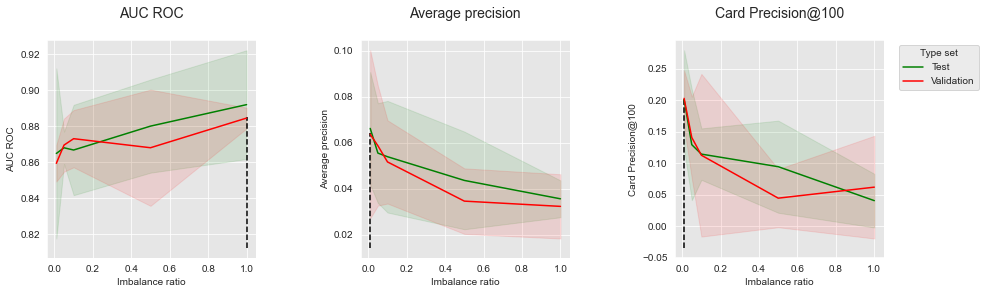 AUC ROC
Average precision
Card Precision@100
0.92
0.90
0.88
0.86
0.84
0.82
AUC ROC
0.0 0.2 0.4 0.6 0.8 1.0
Imbalance ratio
0.10
0.08
0.06
0.04
0.02
Average precision
0.0 0.2 0.4 0.6 0.8 1.0
Imbalance ratio
0.25
0.20
0.15
0.10
0.05
0.00
−0.05
Card Precision@100
0.0 0.2 0.4 0.6 0.8 1.0
Imbalance ratio
Type set
Test
Validation